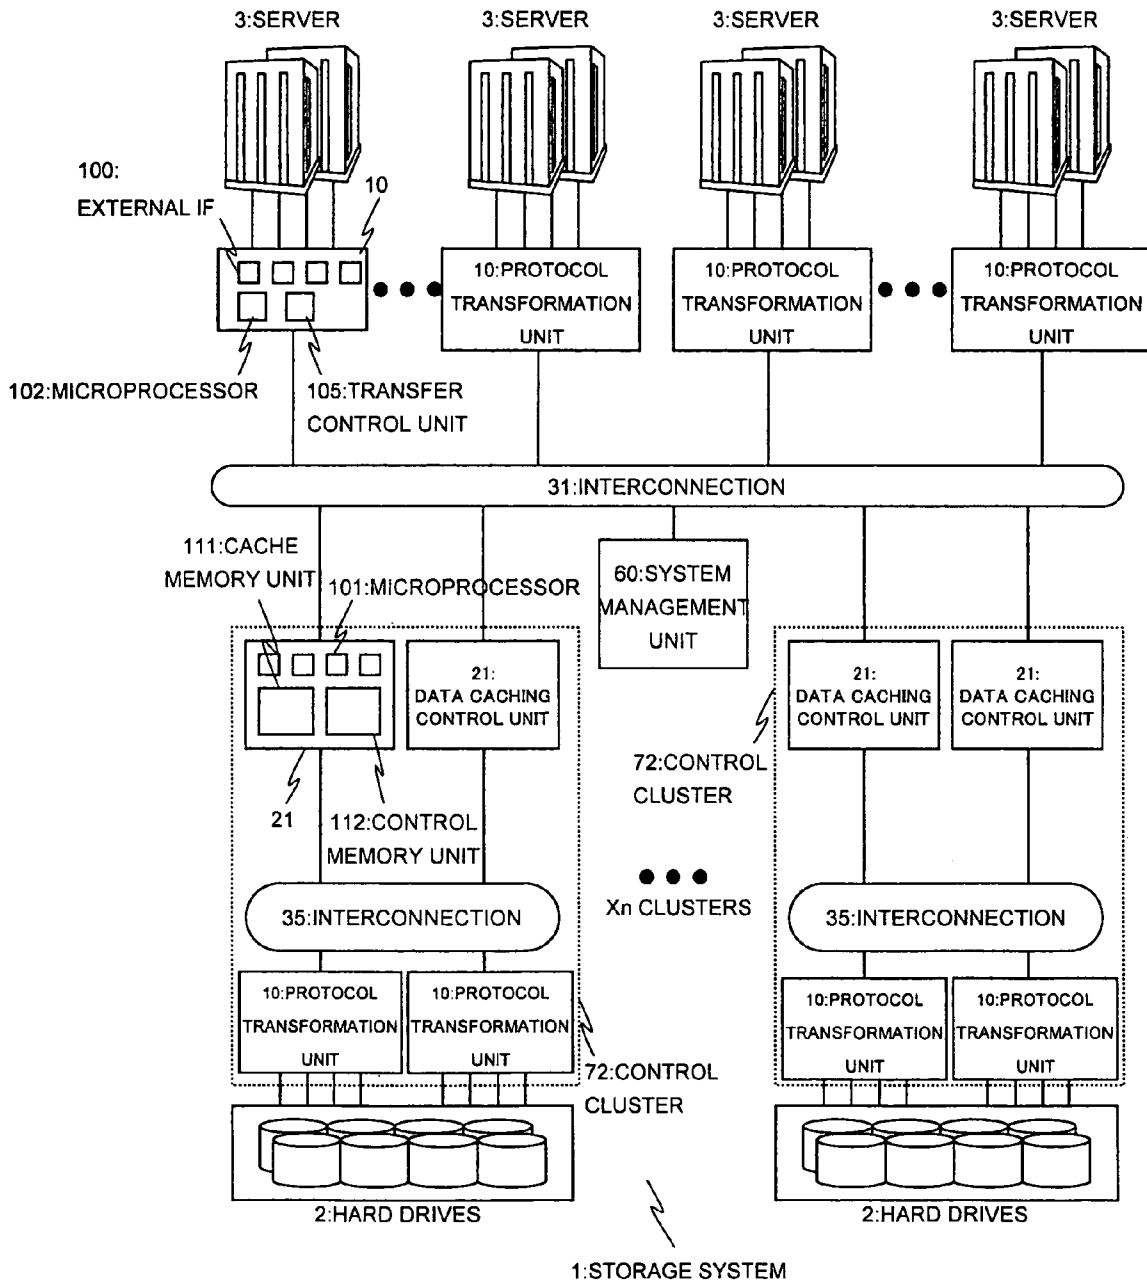 3:SERVER
3:SERVER
3:SERVER
3:SERVER
100:
EXTERNAL IF
10
10:PROTOCOL
TRANSFORMATION
UNIT
10:PROTOCOL
TRANSFORMATION
UNIT
10:PROTOCOL
TRANSFORMATION
UNIT
102:MICROPROCESSOR
105:TRANSFER
CONTROL UNIT
31:INTERCONNECTION
111:CACHE
MEMORY UNIT
101:MICROPROCESSOR
60:SYSTEM
MANAGEMENT
UNIT
21:
DATA CACHING
CONTROL UNIT
21:
DATA CACHING
CONTROL UNIT
21:
DATA CACHING
CONTROL UNIT
72:CONTROL
CLUSTER
21
112:CONTROL
MEMORY UNIT
Xn CLUSTERS
35:INTERCONNECTION
35:INTERCONNECTION
10:PROTOCOL
TRANSFORMATION
UNIT
10:PROTOCOL
TRANSFORMATION
UNIT
10:PROTOCOL
TRANSFORMATION
UNIT
10:PROTOCOL
TRANSFORMATION
UNIT
72:CONTROL
CLUSTER
2:HARD DRIVES
2:HARD DRIVES
1:STORAGE SYSTEM